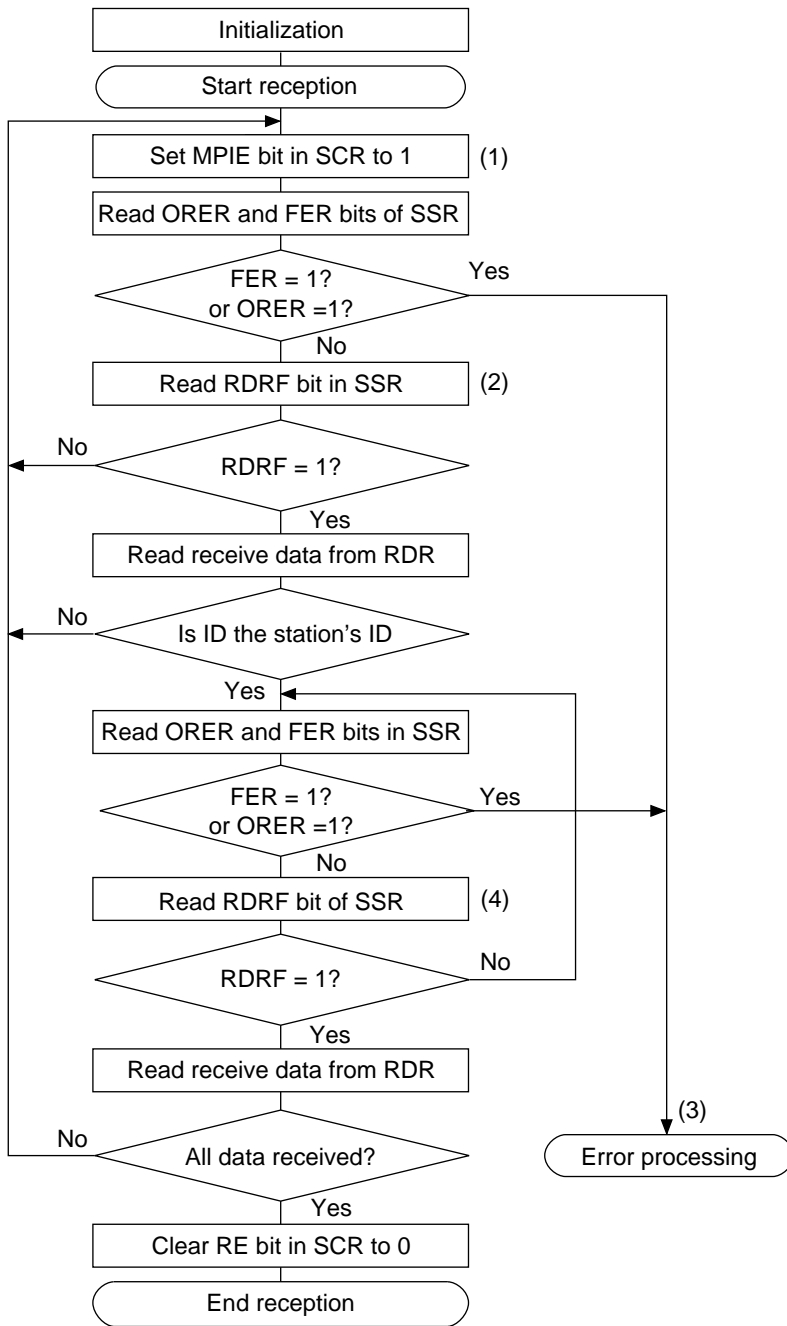 Initialization
Start reception
Set MPIE bit in SCR to 1
(1)
Read ORER and FER bits of SSR
FER = 1?
or ORER =1?
Yes
No
Read RDRF bit in SSR
(2)
No
RDRF = 1?
Yes
Read receive data from RDR
No
Is ID the station's ID
Yes
Read ORER and FER bits in SSR
FER = 1?
or ORER =1?
Yes
No
Read RDRF bit of SSR
(4)
RDRF = 1?
No
Yes
Read receive data from RDR
(3)
No
All data received?
Error processing
Yes
Clear RE bit in SCR to 0
End reception